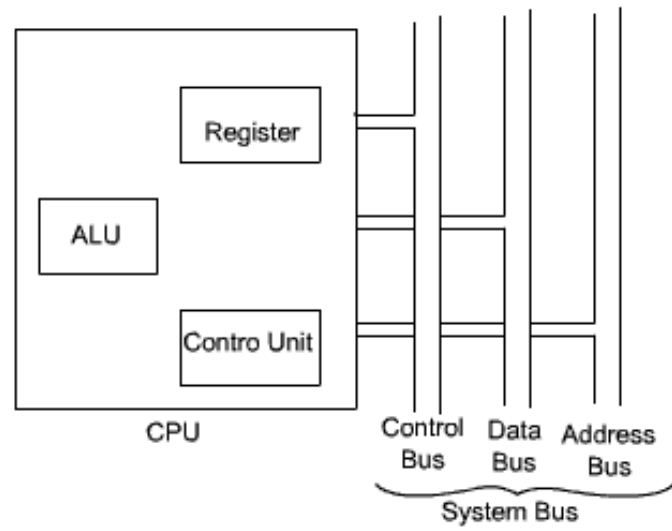 Register
ALU
Contro Unit
CPU
Control Bus
Data Bus
Address Bus
System Bus